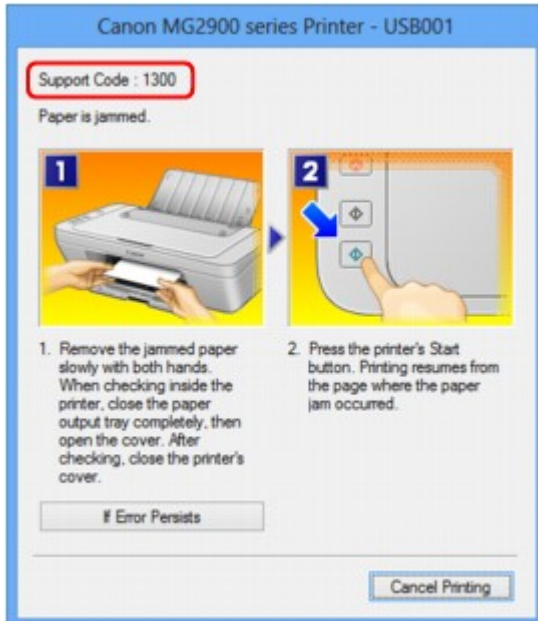 Canon MG2900 series Printer - USB001
Support Code : 1300
Paper is jammed.
1
2
1. Remove the jammed paper
slowly with both hands.
When checking inside the
printer, close the paper
output tray completely, then
open the cover. After
checking, close the printer's
cover.
2. Press the printer's Start
button. Printing resumes from
the page where the paper
jam occurred.
If Error Persists
Cancel Printing